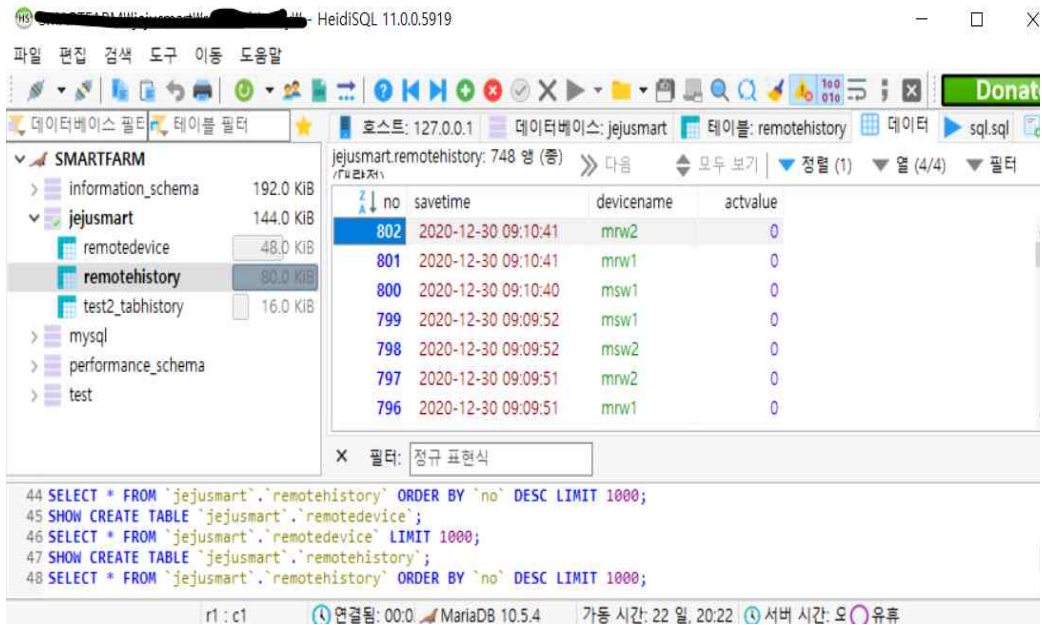 HeidiSQL 11.0.0.5919
파일 편집 검색 도구 이동 도움말
Donate
데이터베이스 필터 테이블 필터
호스트: 127.0.0.1 데이터베이스: jejusmart 테이블: remotehistory 데이터 sql.sql
SMARTFARM
information_schema 192.0 KiB
jejusmart 144.0 KiB
remotedevice 48.0 KiB
remotehistory 80.0 KiB
test2_tabhistory 16.0 KiB
mysql
performance_schema
test
jejusmart.remotehistory: 748 행 (총) 다음 모두 보기 정렬 (1) 열 (4/4) 필터
no savetime devicename actvalue
802 2020-12-30 09:10:41 mrw2 0
801 2020-12-30 09:10:41 mrw1 0
800 2020-12-30 09:10:40 msw1 0
799 2020-12-30 09:09:52 msw1 0
798 2020-12-30 09:09:52 msw2 0
797 2020-12-30 09:09:51 mrw2 0
796 2020-12-30 09:09:51 mrw1 0
필터: 정규 표현식
44 SELECT * FROM `jejusmart`.`remotehistory` ORDER BY `no` DESC LIMIT 1000;
45 SHOW CREATE TABLE `jejusmart`.`remotedevice`;
46 SELECT * FROM `jejusmart`.`remotedevice` LIMIT 1000;
47 SHOW CREATE TABLE `jejusmart`.`remotehistory`;
48 SELECT * FROM `jejusmart`.`remotehistory` ORDER BY `no` DESC LIMIT 1000;
r1 : c1 연결됨: 00:0 MariaDB 10.5.4 가동 시간: 22 일, 20:22 서버 시간: 오 유휴